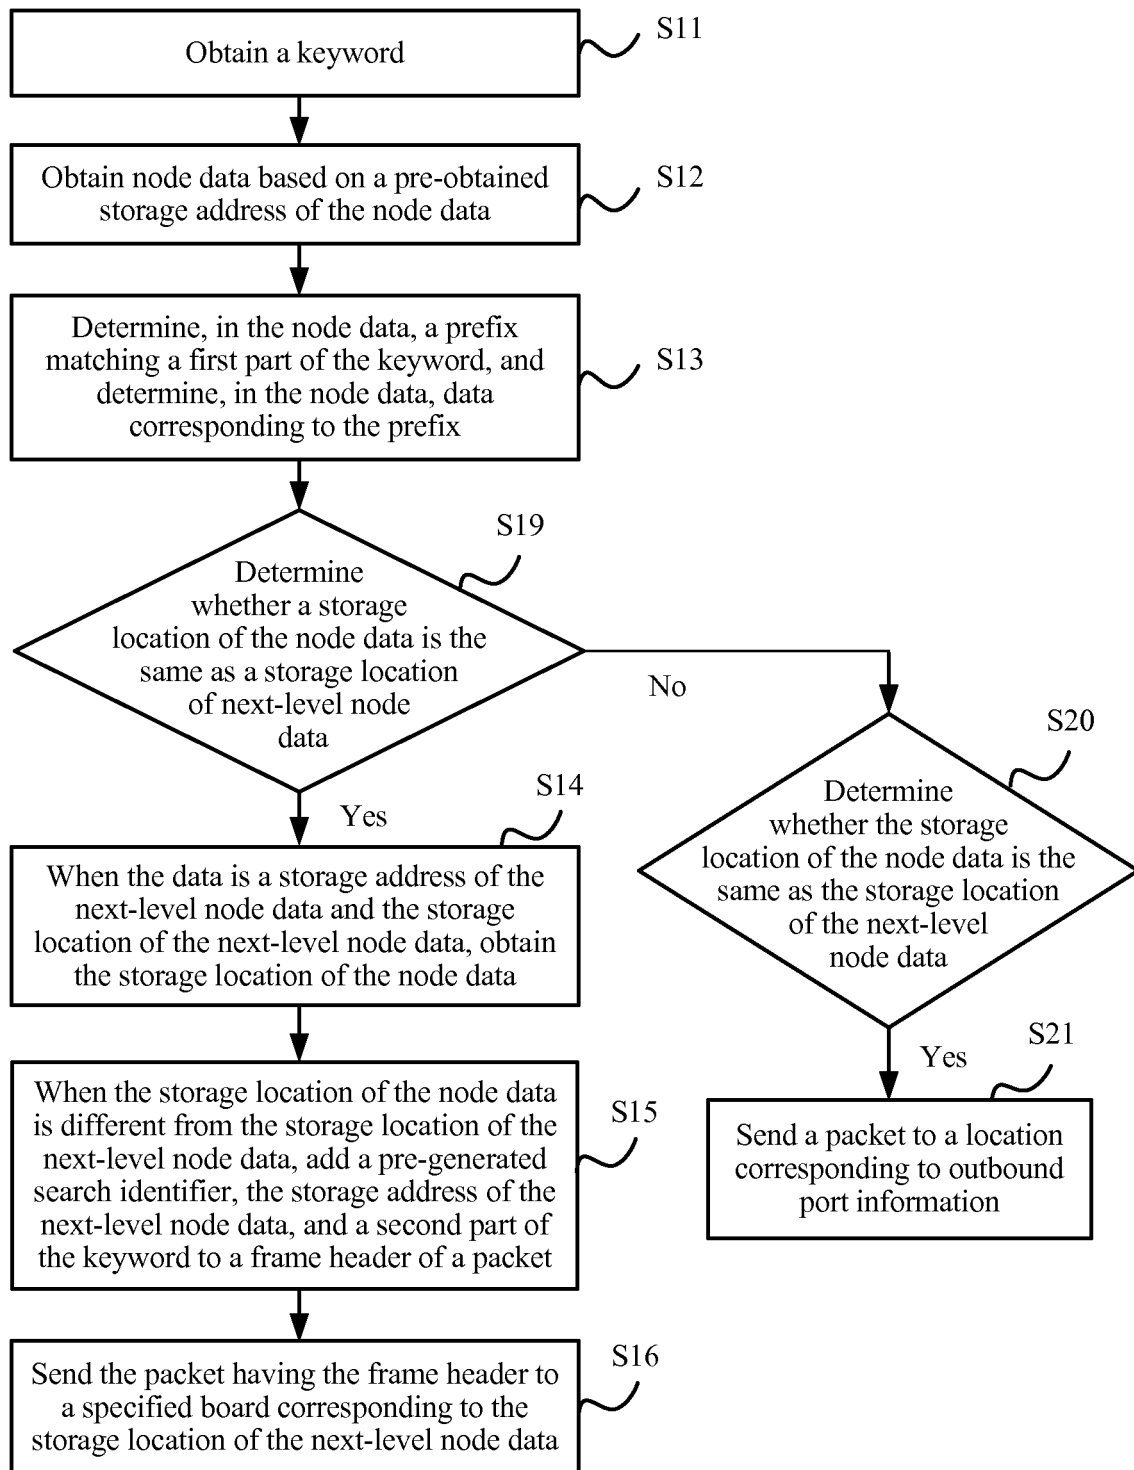 Obtain a keyword
S11
Obtain node data based on a pre-obtained
storage address of the node data
S12
Determine, in the node data, a prefix
matching a first part of the keyword, and
determine, in the node data, data
corresponding to the prefix
S13
S19
Determine
whether a storage
location of the node data is the
same as a storage location
of next-level node
data
No
Yes
S20
Determine
whether the storage
location of the node data is the
same as the storage location
of the next-level
node data
Yes
S14
When the data is a storage address of the
next-level node data and the storage
location of the next-level node data, obtain
the storage location of the node data
S21
Send a packet to a location
corresponding to outbound
port information
When the storage location of the node data
is different from the storage location of the
next-level node data, add a pre-generated
search identifier, the storage address of the
next-level node data, and a second part of
the keyword to a frame header of a packet
S15
Send the packet having the frame header to
a specified board corresponding to the
storage location of the next-level node data
S16